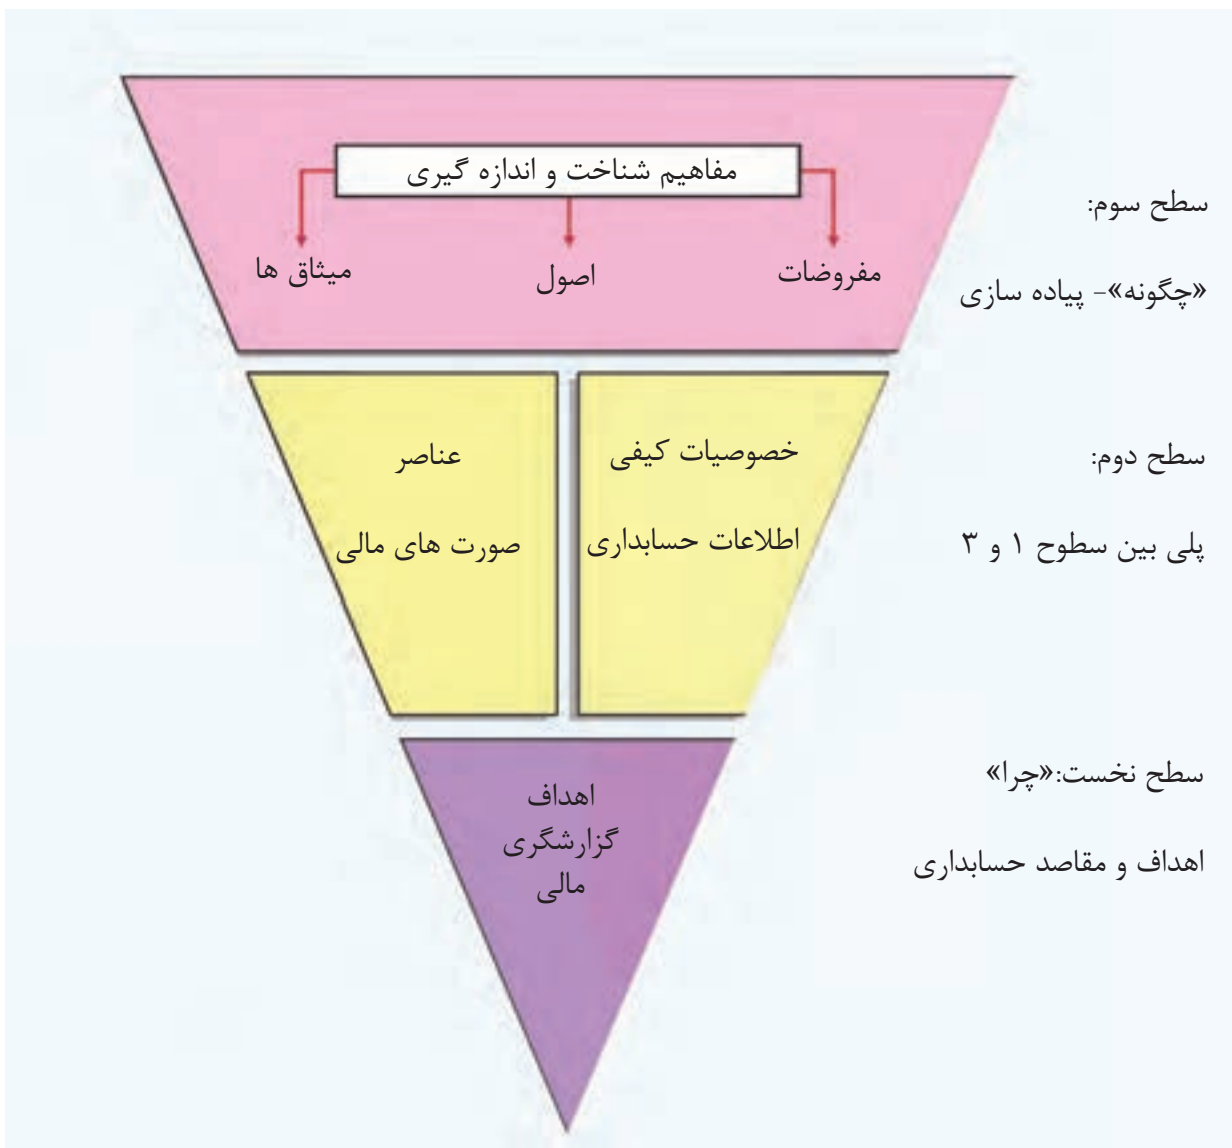 مفاهیم شناخت و اندازه گیری
مفروضات
اصول
میثاق ها
سطح سوم:
«چگونه»- پیاده سازی
خصوصیات کیفی
اطلاعات حسابداری
عناصر
صورت های مالی
سطح دوم:
پلی بین سطوح ۱ و ۳
اهداف
گزارشگری
مالی
سطح نخست:«چرا»
اهداف و مقاصد حسابداری